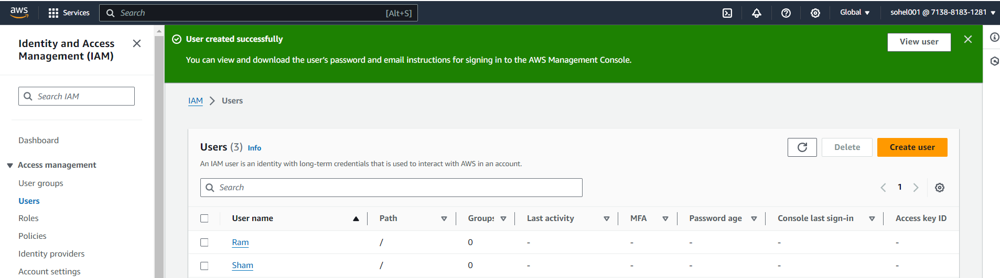 aws
Services
Search
[Alt+S]
Global
sohel001 @ 7138-8183-1281
Identity and Access
Management (IAM)
Search IAM
Dashboard
Access management
User groups
Users
Roles
Policies
Identity providers
Account settings
User created successfully
You can view and download the user's password and email instructions for signing in to the AWS Management Console.
View user
IAM > Users
Users (3) Info
An IAM user is an identity with long-term credentials that is used to interact with AWS in an account.
Delete
Create user
Search
1
User name Path Groups Last activity MFA Password age Console last sign-in Access key ID
Ram / 0 - - - - -
Sham / 0 - - - - -